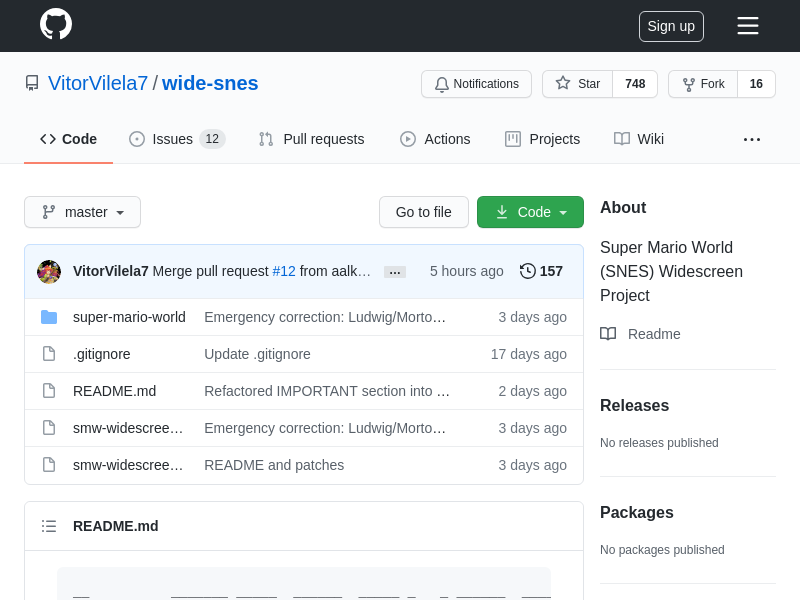 Sign up
VitorVilela7 / wide-snes
Notifications
Star 748
Fork 16
Code
Issues 12
Pull requests
Actions
Projects
Wiki
master
Go to file
Code
VitorVilela7 Merge pull request #12 from aalk… … 5 hours ago 157
super-mario-world Emergency correction: Ludwig/Morto… 3 days ago
.gitignore Update .gitignore 17 days ago
README.md Refactored IMPORTANT section into … 2 days ago
smw-widescree… Emergency correction: Ludwig/Morto… 3 days ago
smw-widescree… README and patches 3 days ago
README.md
About
Super Mario World
(SNES) Widescreen
Project
Readme
Releases
No releases published
Packages
No packages published